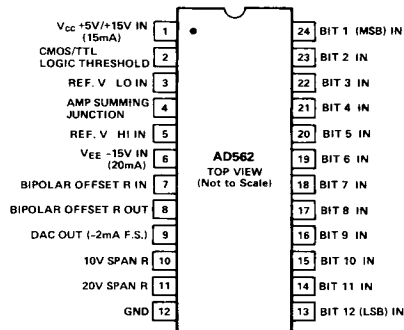 VCC +5V/+15V IN
(15mA)
1
CMOS/TTL
LOGIC THRESHOLD
2
REF. V LO IN
3
AMP SUMMING
JUNCTION
4
REF. V HI IN
5
VEE -15V IN
(20mA)
6
BIPOLAR OFFSET R IN
7
BIPOLAR OFFSET R OUT
8
DAC OUT (-2mA F.S.)
9
10V SPAN R
10
20V SPAN R
11
GND
12
AD562
TOP VIEW
(Not to Scale)
24 BIT 1 (MSB) IN
23 BIT 2 IN
22 BIT 3 IN
21 BIT 4 IN
20 BIT 5 IN
19 BIT 6 IN
18 BIT 7 IN
17 BIT 8 IN
16 BIT 9 IN
15 BIT 10 IN
14 BIT 11 IN
13 BIT 12 (LSB) IN